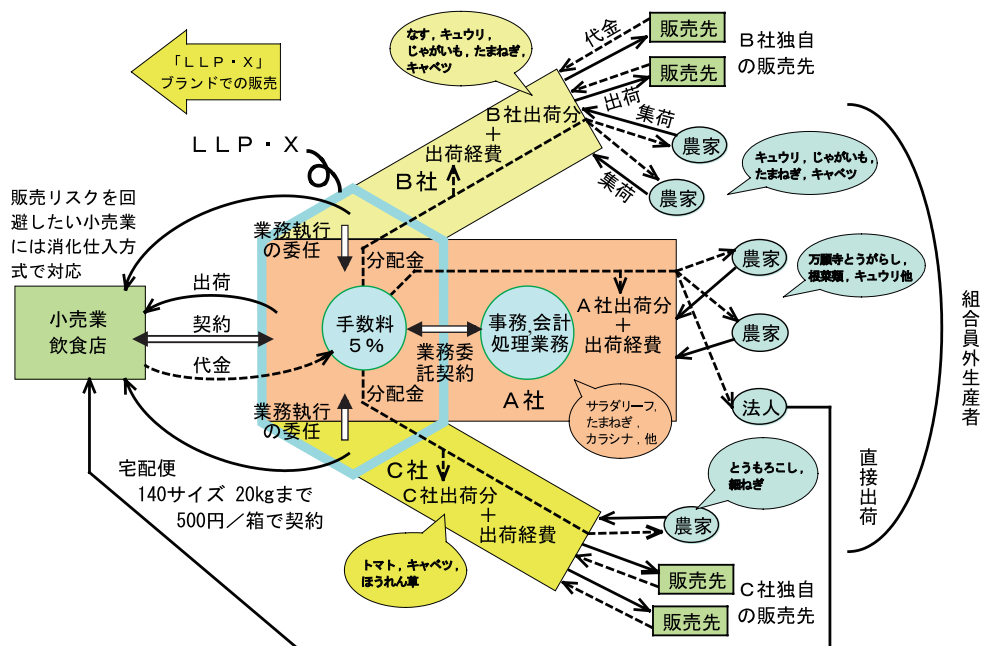 「ＬＬＰ・Ｘ」
ブランドでの販売
なす，キュウリ，
じゃがいも，たまねぎ，
キャベツ
代金
販売先
販売先
Ｂ社独自
の販売先
出荷
集荷
農家
集荷
農家
Ｂ社出荷分
＋
出荷経費
Ｂ社
ＬＬＰ・Ｘ
キュウリ，じゃがいも，
たまねぎ，キャベツ
販売リスクを回
避したい小売業
には消化仕入方
式で対応
業務執行
の委任
分配金
出荷
契約
代金
小売業
飲食店
手数料
５％
業務委
託契約
事務，会計
処理業務
Ａ社出荷分
＋
出荷経費
Ａ社
農家
農家
法人
万願寺とうがらし，
根菜類，キュウリ他
組合員外生産者
サラダリーフ，
たまねぎ，
カラシナ，他
分配金
業務執行
の委任
直接出荷
宅配便
140サイズ 20kgまで
500円／箱で契約
Ｃ社
Ｃ社出荷分
＋
出荷経費
とうもろこし，
細ねぎ
農家
トマト，キャベツ，
ほうれん草
販売先
販売先
Ｃ社独自
の販売先